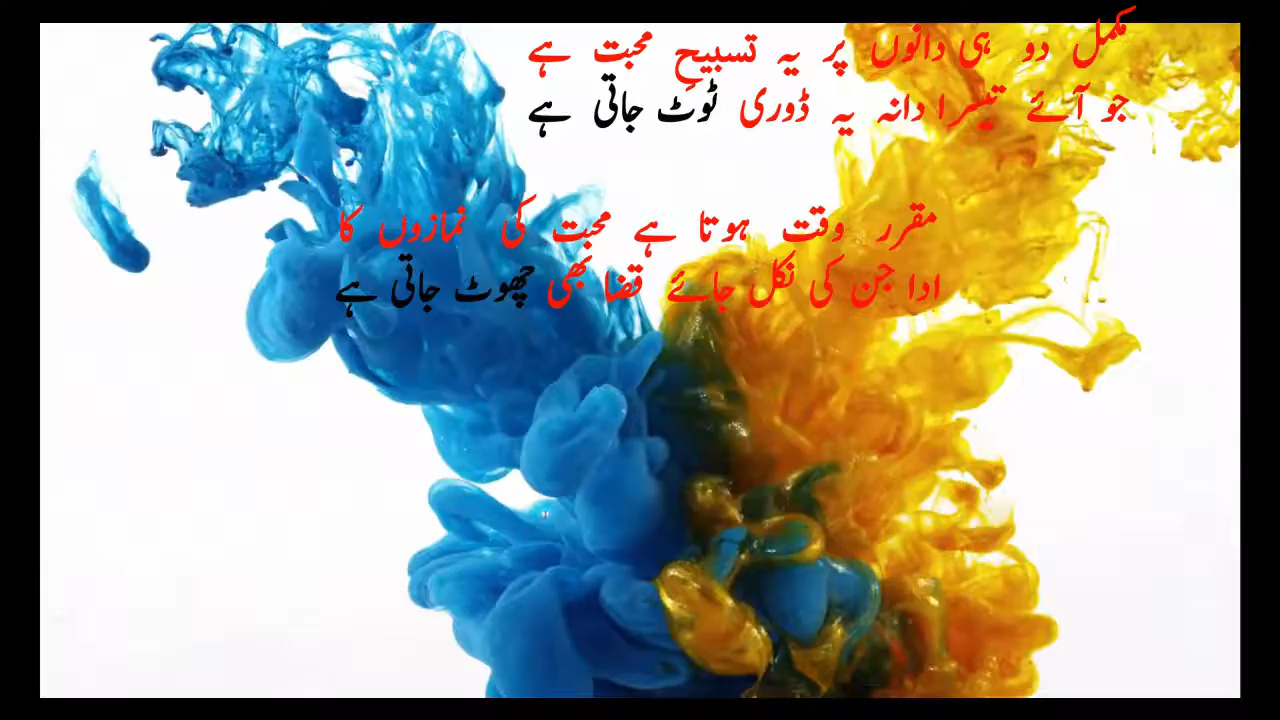 مکمل دو ہی دانوں پر یہ تسبیحِ محبت ہے
جو آئے تیسرا دانہ یہ ڈوری ٹوٹ جاتی ہے
مقرر وقت ہوتا ہے محبت کی نمازوں کا
ادا جن کی نکل جائے قضا بھی چھوٹ جاتی ہے